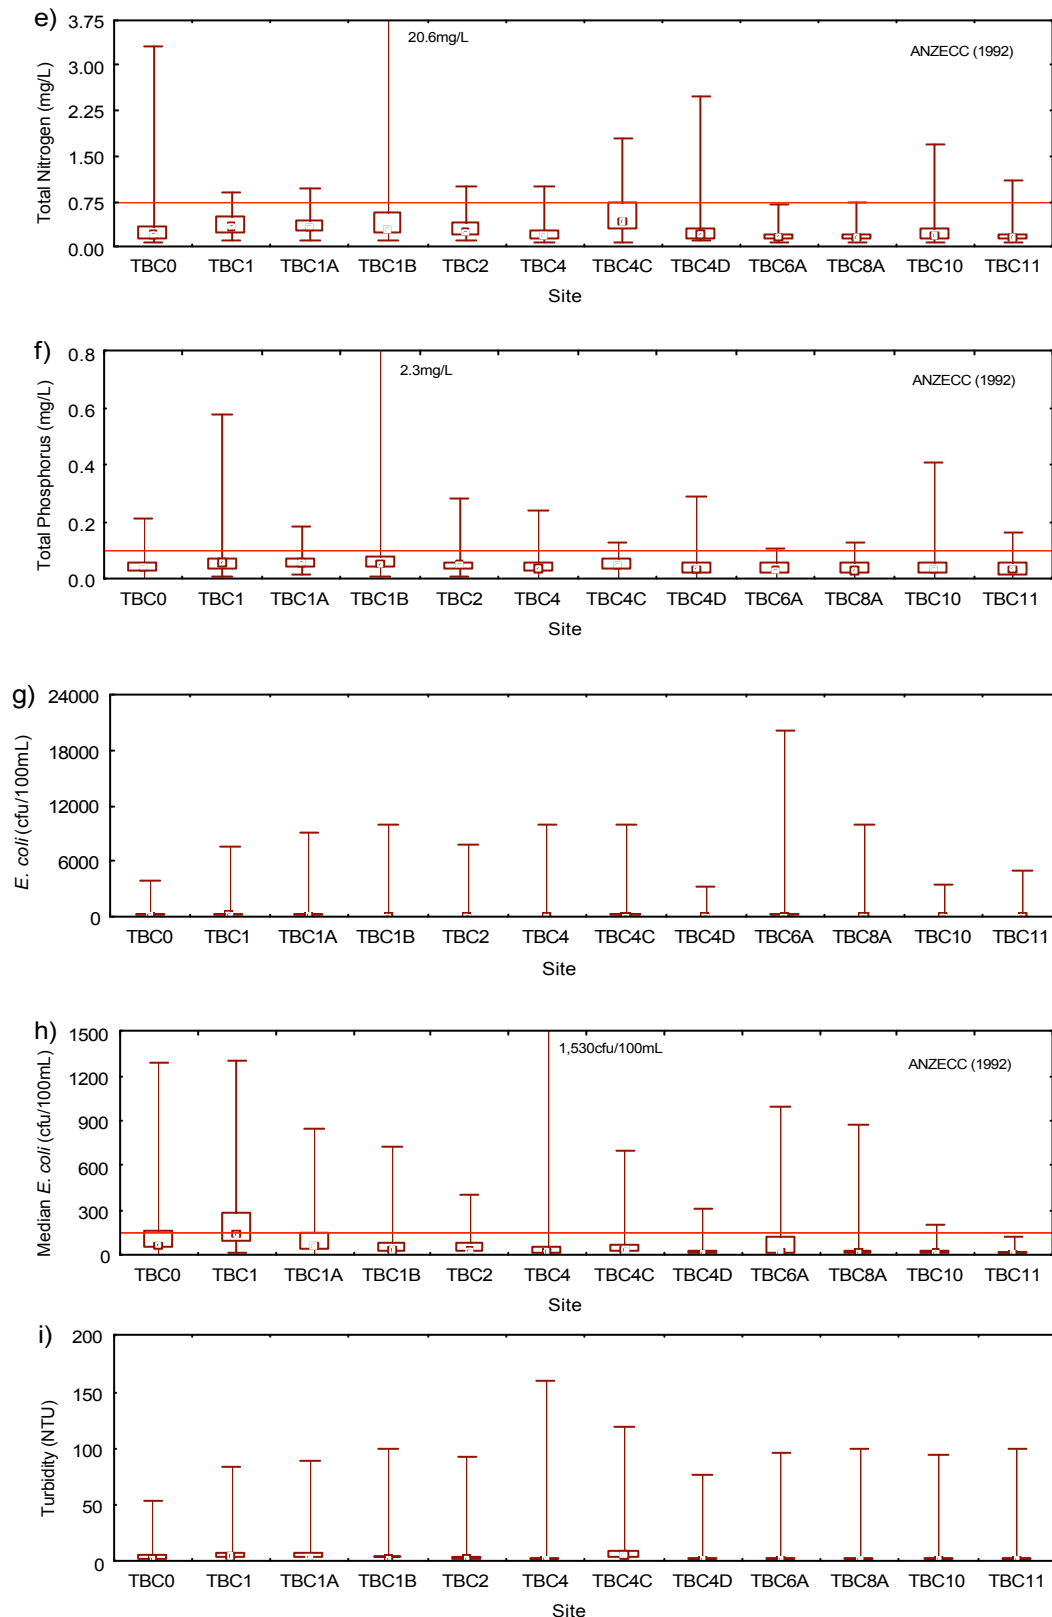 e)
Total Nitrogen (mg/L)
3.75
3.00
2.25
1.50
0.75
0.00
20.6mg/L
ANZECC (1992)
TBC0 TBC1 TBC1A TBC1B TBC2 TBC4 TBC4C TBC4D TBC6A TBC8A TBC10 TBC11
Site
f)
Total Phosphorus (mg/L)
0.8
0.6
0.4
0.2
0.0
2.3mg/L
ANZECC (1992)
TBC0 TBC1 TBC1A TBC1B TBC2 TBC4 TBC4C TBC4D TBC6A TBC8A TBC10 TBC11
Site
g)
E. coli (cfu/100mL)
24000
18000
12000
6000
0
TBC0 TBC1 TBC1A TBC1B TBC2 TBC4 TBC4C TBC4D TBC6A TBC8A TBC10 TBC11
Site
h)
Median E. coli (cfu/100mL)
1500
1200
900
600
300
0
1,530cfu/100mL
ANZECC (1992)
TBC0 TBC1 TBC1A TBC1B TBC2 TBC4 TBC4C TBC4D TBC6A TBC8A TBC10 TBC11
Site
i)
Turbidity (NTU)
200
150
100
50
0
TBC0 TBC1 TBC1A TBC1B TBC2 TBC4 TBC4C TBC4D TBC6A TBC8A TBC10 TBC11
Site